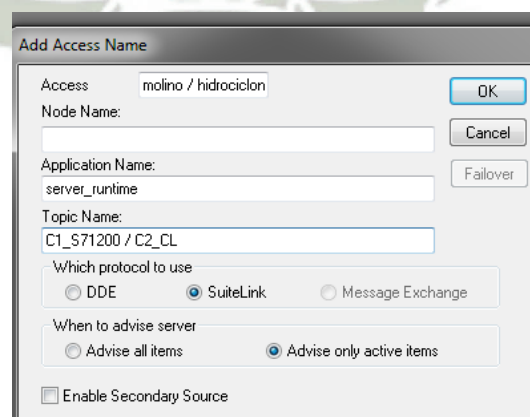 Add Access Name
Access molino / hidrociclon
OK
Node Name:
Cancel
Application Name:
Failover
server_runtime
Topic Name:
C1_S71200 / C2_CL
Which protocol to use
DDE SuiteLink Message Exchange
When to advise server
Advise all items Advise only active items
Enable Secondary Source